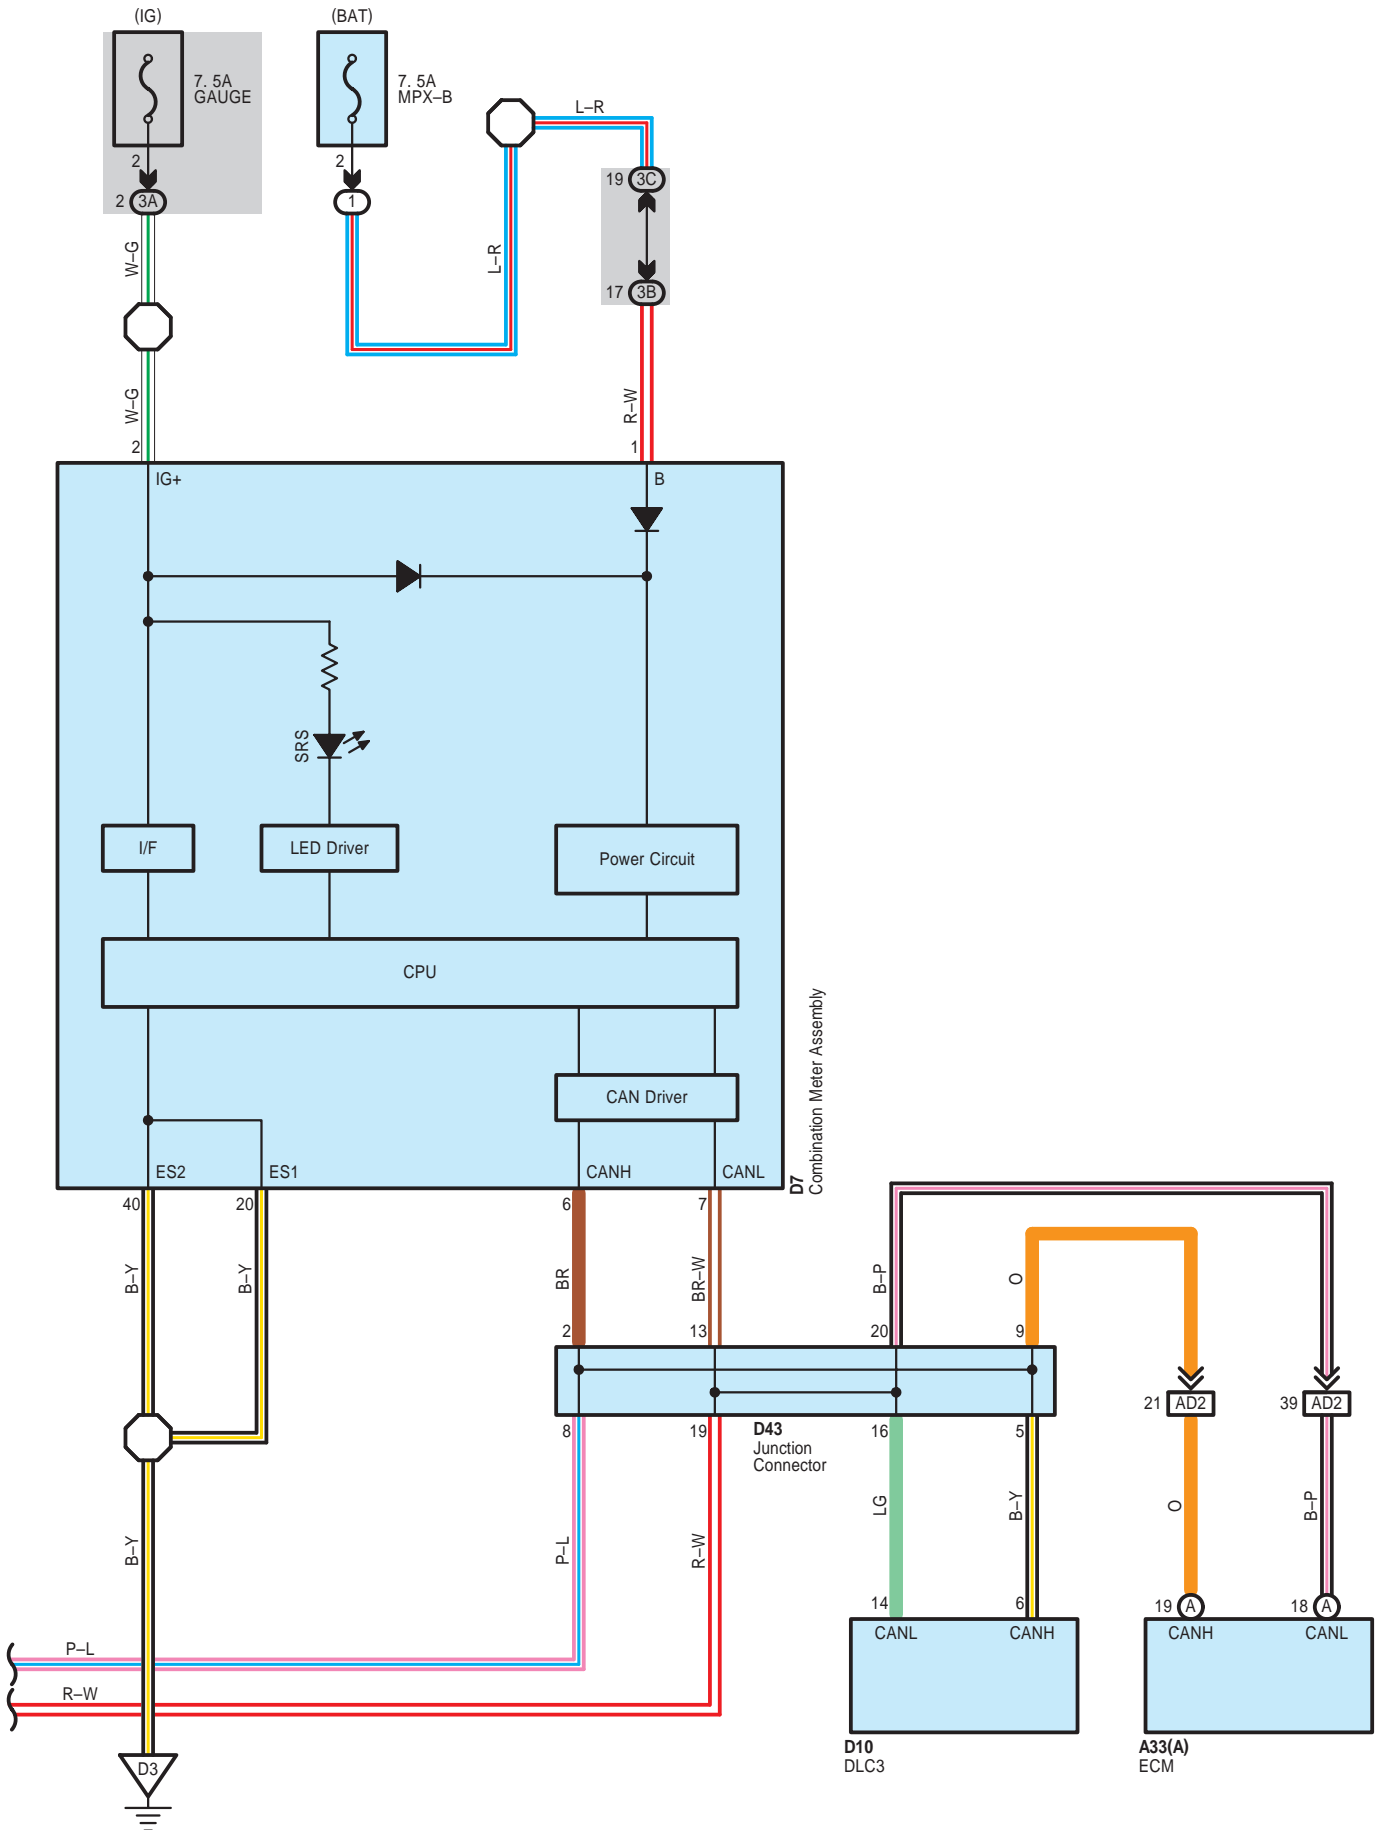 (IG)
(BAT)
7. 5A
GAUGE
7. 5A
MPX–B
L–R
2
2
19
3C
2
3A
1
W–G
L–R
17
3B
W–G
R–W
2
1
IG+
B
SRS
I/F
LED Driver
Power Circuit
CPU
CAN Driver
D7
Combination Meter Assembly
ES2
ES1
CANH
CANL
40
20
6
7
B–Y
B–Y
BR
BR–W
B–P
O
2
13
20
9
21
AD2
39
AD2
8
19
D43
Junction
Connector
16
5
B–Y
P–L
R–W
LG
B–Y
O
B–P
14
6
19
A
18
A
CANL
CANH
CANH
CANL
P–L
R–W
D10
DLC3
A33(A)
ECM
D3